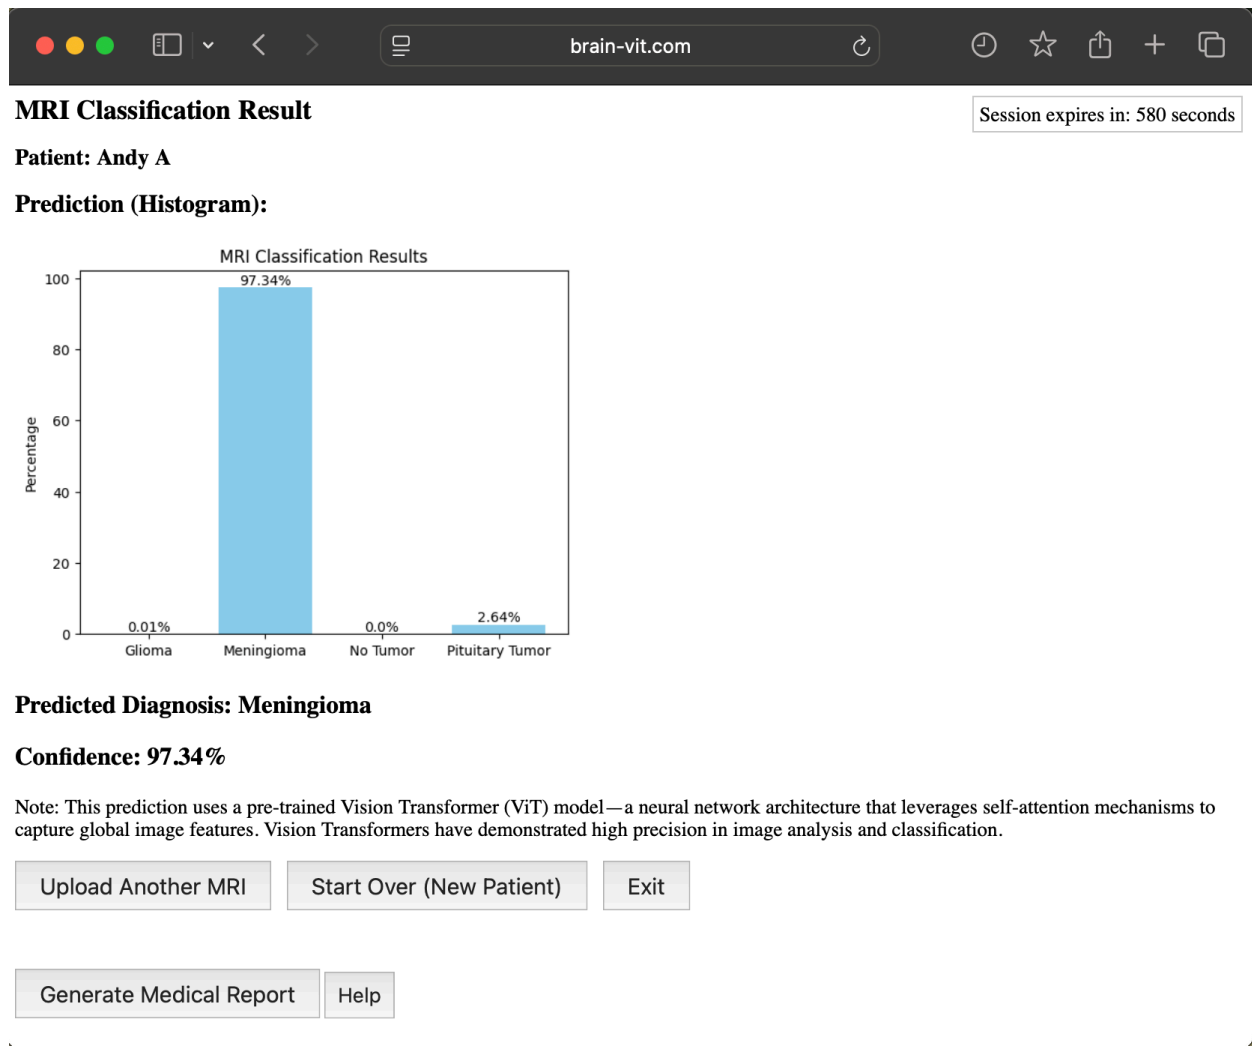 brain-vit.com
MRI Classification Result
Session expires in: 580 seconds
Patient: Andy A
Prediction (Histogram):
MRI Classification Results
100
80
60
40
20
0
Percentage
97.34%
0.01%
0.0%
2.64%
Glioma
Meningioma
No Tumor
Pituitary Tumor
Predicted Diagnosis: Meningioma
Confidence: 97.34%
Note: This prediction uses a pre-trained Vision Transformer (ViT) model—a neural network architecture that leverages self-attention mechanisms to
capture global image features. Vision Transformers have demonstrated high precision in image analysis and classification.
Upload Another MRI
Start Over (New Patient)
Exit
Generate Medical Report
Help